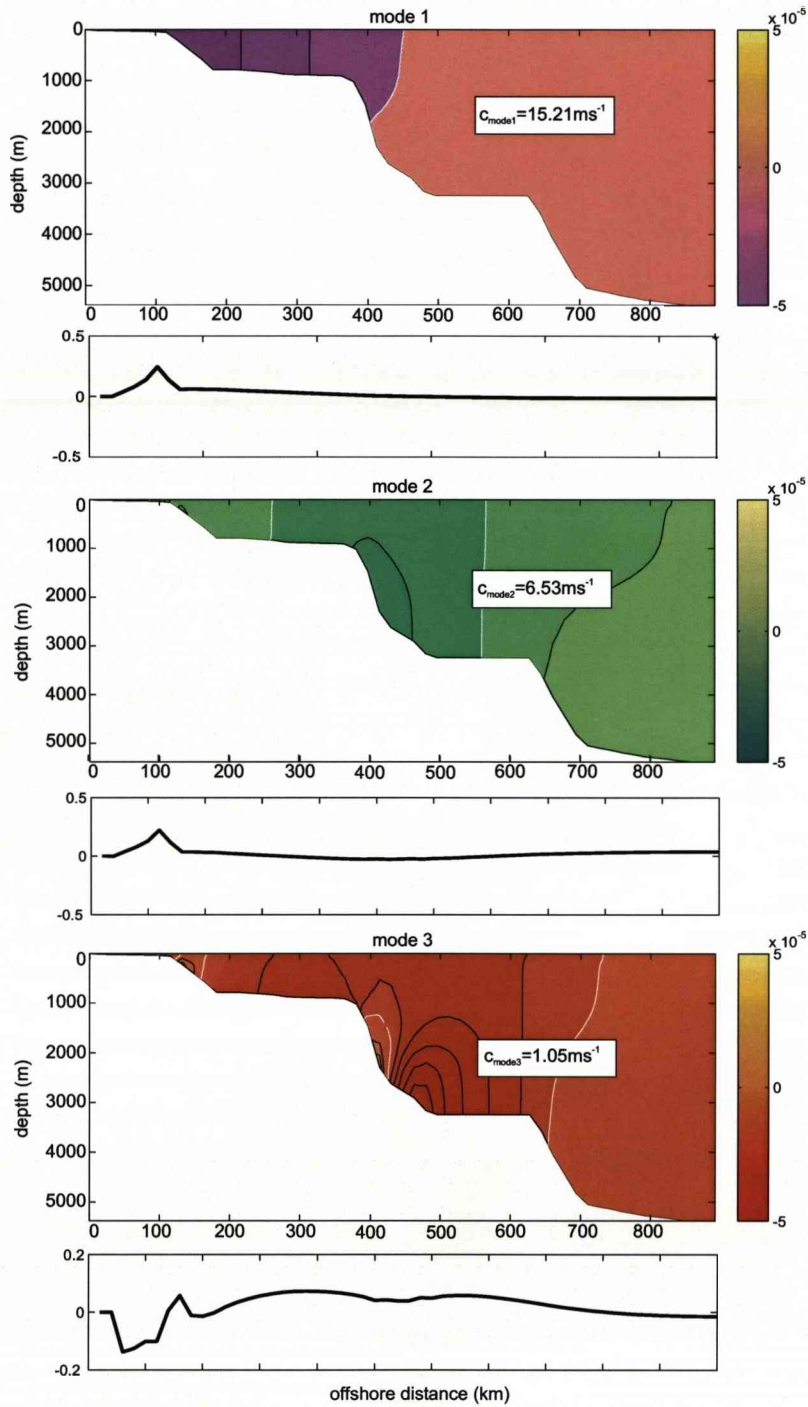 mode 1
x 10⁻⁵
0
1000
2000
3000
4000
5000
depth (m)
c_mode1=15.21ms⁻¹
5
0
-5
0 100 200 300 400 500 600 700 800
0.5
0
-0.5
mode 2
x 10⁻⁵
0
1000
2000
3000
4000
5000
depth (m)
c_mode2=6.53ms⁻¹
5
0
-5
0 100 200 300 400 500 600 700 800
0.5
0
-0.5
mode 3
x 10⁻⁵
0
1000
2000
3000
4000
5000
depth (m)
c_mode3=1.05ms⁻¹
5
0
-5
0 100 200 300 400 500 600 700 800
0.2
0
-0.2
offshore distance (km)